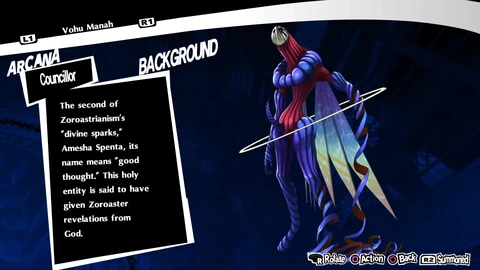 L1 Vohu Manah R1
ARCANA
Councillor
BACKGROUND
The second of
Zoroastrianism's
"divine sparks,"
Amesha Spenta, its
name means "good
thought." This holy
entity is said to have
given Zoroaster
revelations from
God.
R Rotate Action Back L2 Summoned